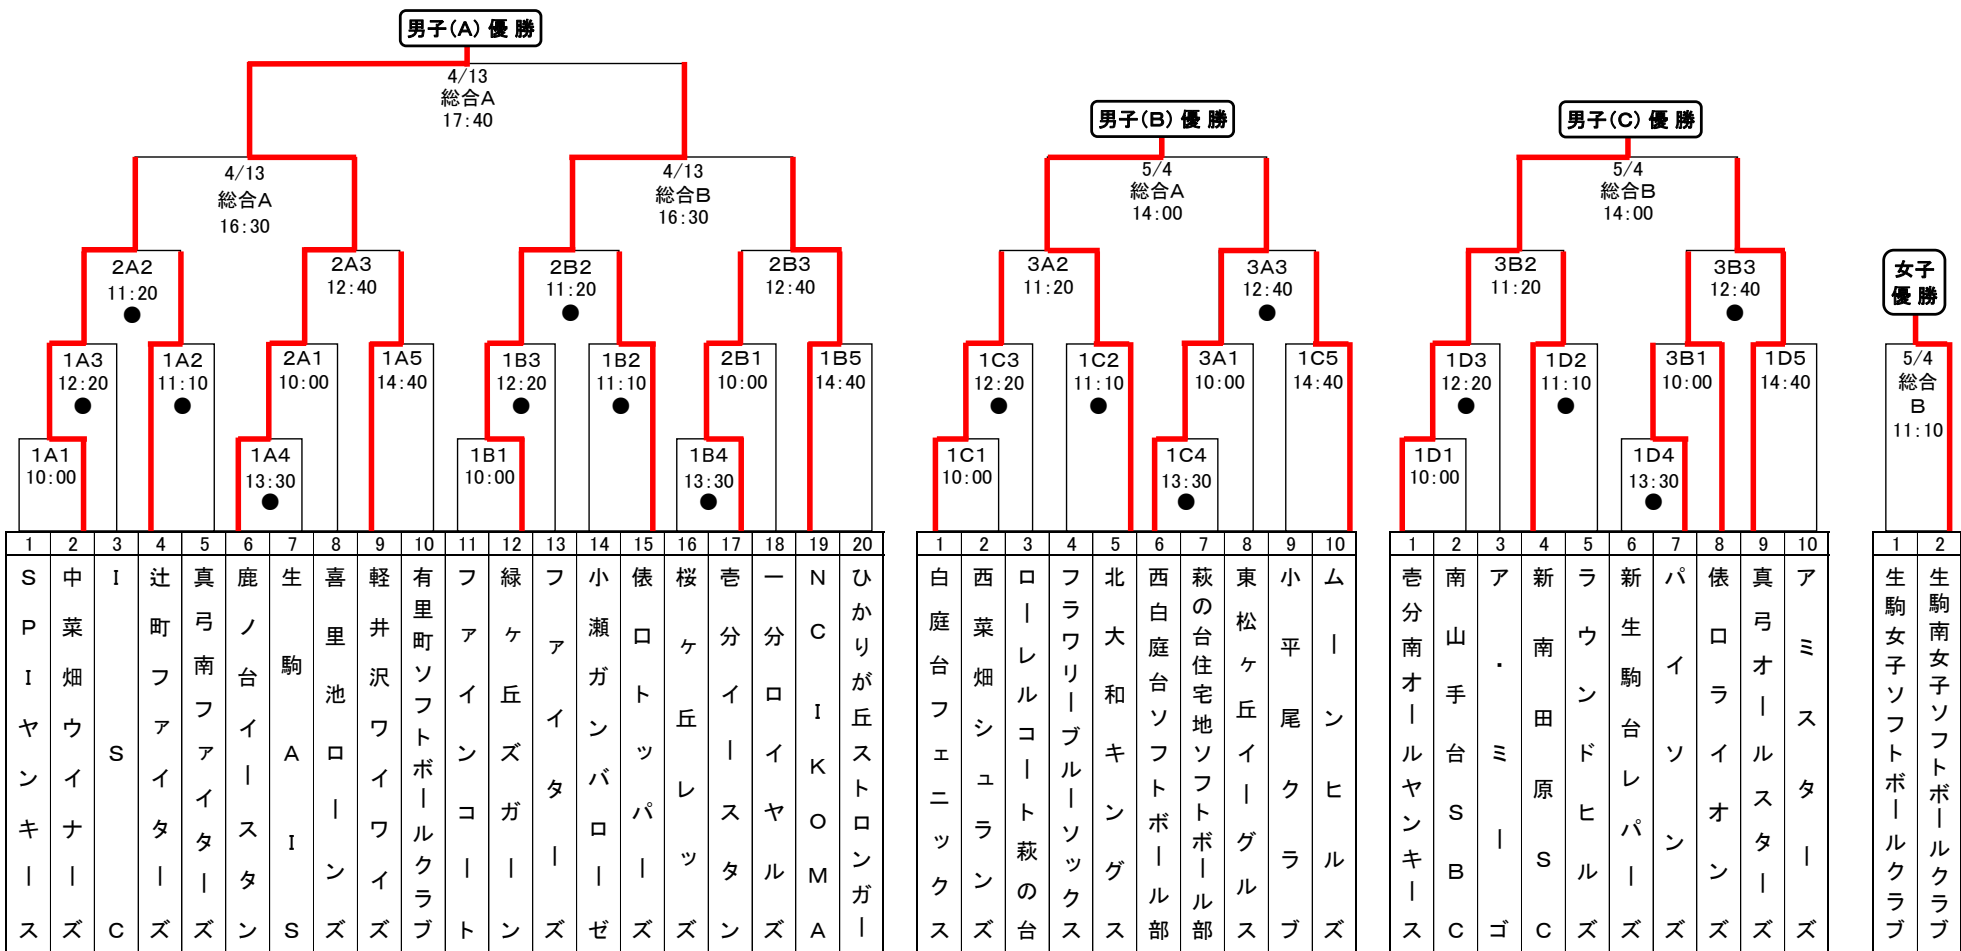 男子(A) 優 勝
4/13
総合A
17:40
4/13
総合A
16:30
4/13
総合B
16:30
2A2
11:20
●
2A3
12:40
2B2
11:20
●
2B3
12:40
1A3
12:20
●
1A2
11:10
●
2A1
10:00
1A5
14:40
1B3
12:20
●
1B2
11:10
●
2B1
10:00
1B5
14:40
1A1
10:00
1A4
13:30
●
1B1
10:00
1B4
13:30
●
1 SPIヤンキース
2 中菜畑ウイナーズ
3 ISC
4 辻町ファイターズ
5 真弓南ファイターズ
6 鹿ノ台イースタン
7 生駒AIS
8 喜里池ローンズ
9 軽井沢ワイワイズ
10 有里町ソフトボールクラブ
11 ファインコート
12 緑ヶ丘ズガーン
13 ファイターズ
14 小瀬ガンバローゼ
15 俵ロトッパーズ
16 桜ヶ丘レッズ
17 壱分イースタン
18 一分ロイヤルズ
19 NC IKOMA
20 ひかりが丘ストロンガー
男子(B) 優 勝
5/4
総合A
14:00
3A2
11:20
3A3
12:40
●
1C3
12:20
●
1C2
11:10
●
3A1
10:00
1C5
14:40
1C1
10:00
1C4
13:30
●
1 白庭台フェニックス
2 西菜畑シュランズ
3 ローレルコート萩の台
4 フラワリーブルーソックス
5 北大和キングス
6 西白庭台ソフトボール部
7 萩の台住宅地ソフトボール部
8 東松ヶ丘イーグルス
9 小平尾クラブ
10 ムーンヒルズ
男子(C) 優 勝
5/4
総合B
14:00
3B2
11:20
3B3
12:40
●
1D3
12:20
●
1D2
11:10
●
3B1
10:00
1D5
14:40
1D1
10:00
1D4
13:30
●
1 壱分南オールヤンキース
2 南山手台SBC
3 ア・ミーゴ
4 新南田原SC
5 ラウンドヒルズ
6 新生駒台レパーズ
7 パイソンズ
8 俵ロライオンズ
9 真弓オールスターズ
10 アミスターズ
女子
優 勝
5/4
総合
B
11:10
1 生駒女子ソフトボールクラブ
2 生駒南女子ソフトボールクラブ